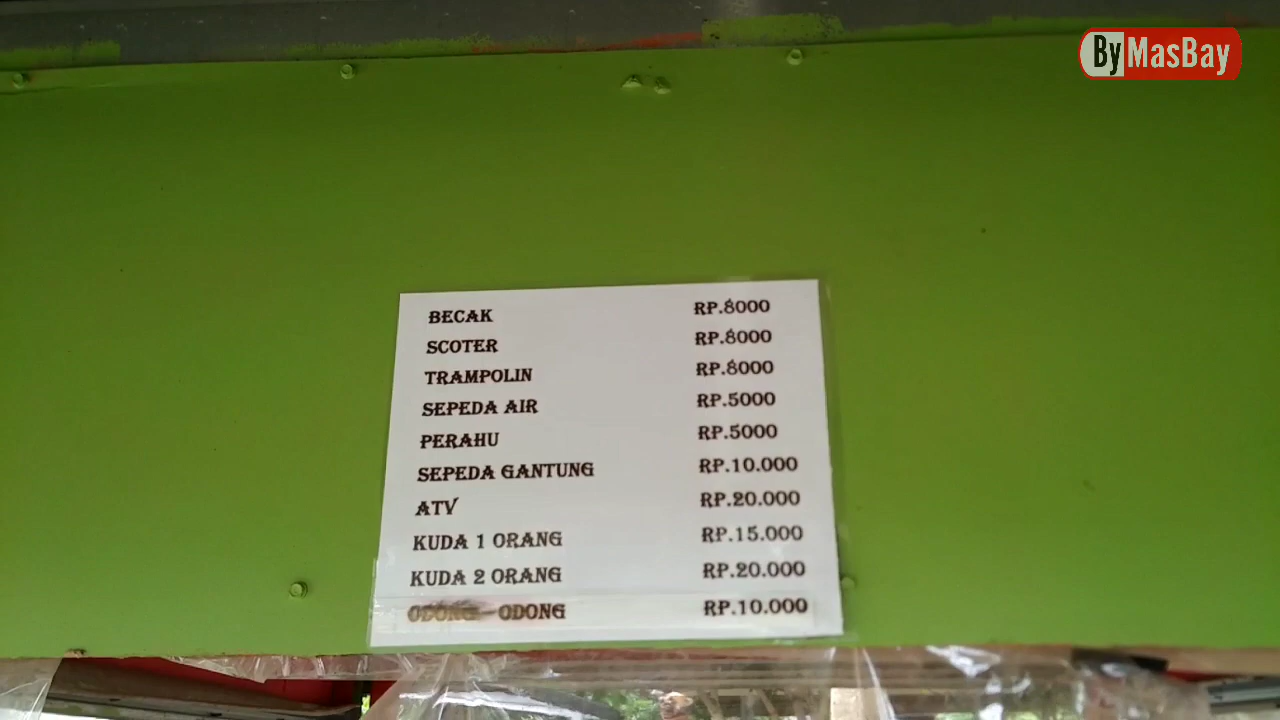 ByMasBay
BECAK RP.8000
SCOTER RP.8000
TRAMPOLIN RP.8000
SEPEDA AIR RP.5000
PERAHU RP.5000
SEPEDA GANTUNG RP.10.000
ATV RP.20.000
KUDA 1 ORANG RP.15.000
KUDA 2 ORANG RP.20.000
ODONG - ODONG RP.10.000